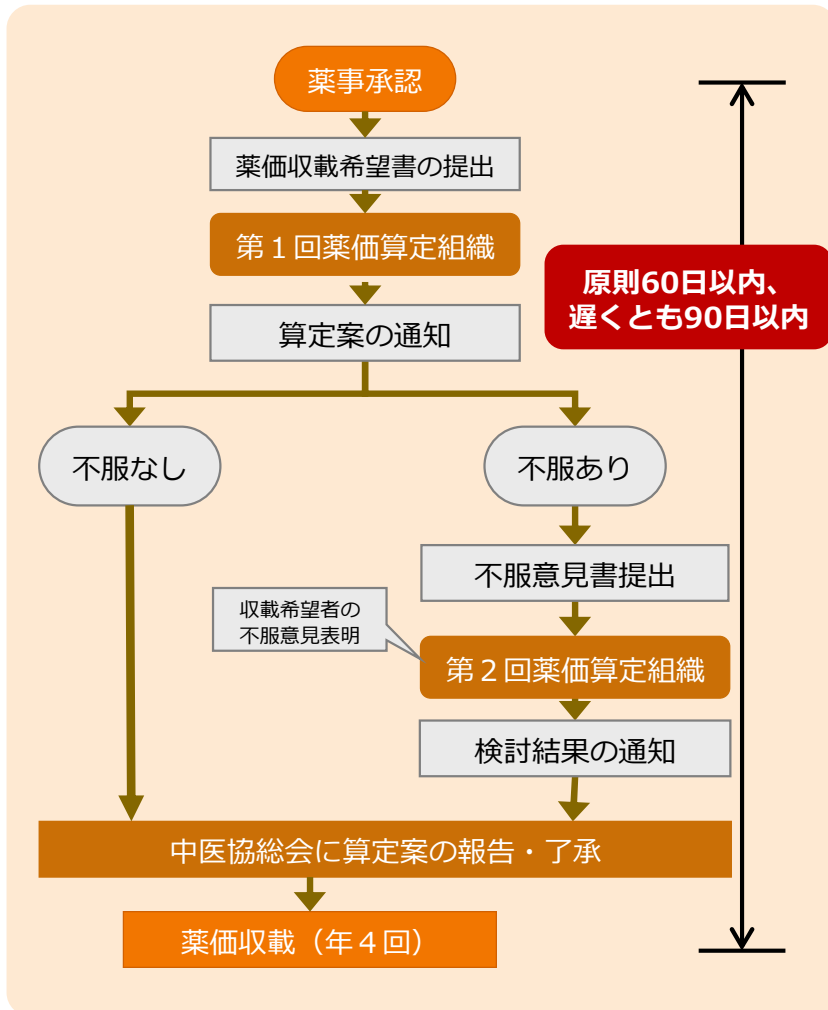 薬事承認
薬価収載希望書の提出
第１回薬価算定組織
原則60日以内、
遅くとも90日以内
算定案の通知
不服なし
不服あり
不服意見書提出
収載希望者の
不服意見表明
第２回薬価算定組織
検討結果の通知
中医協総会に算定案の報告・了承
薬価収載（年４回）